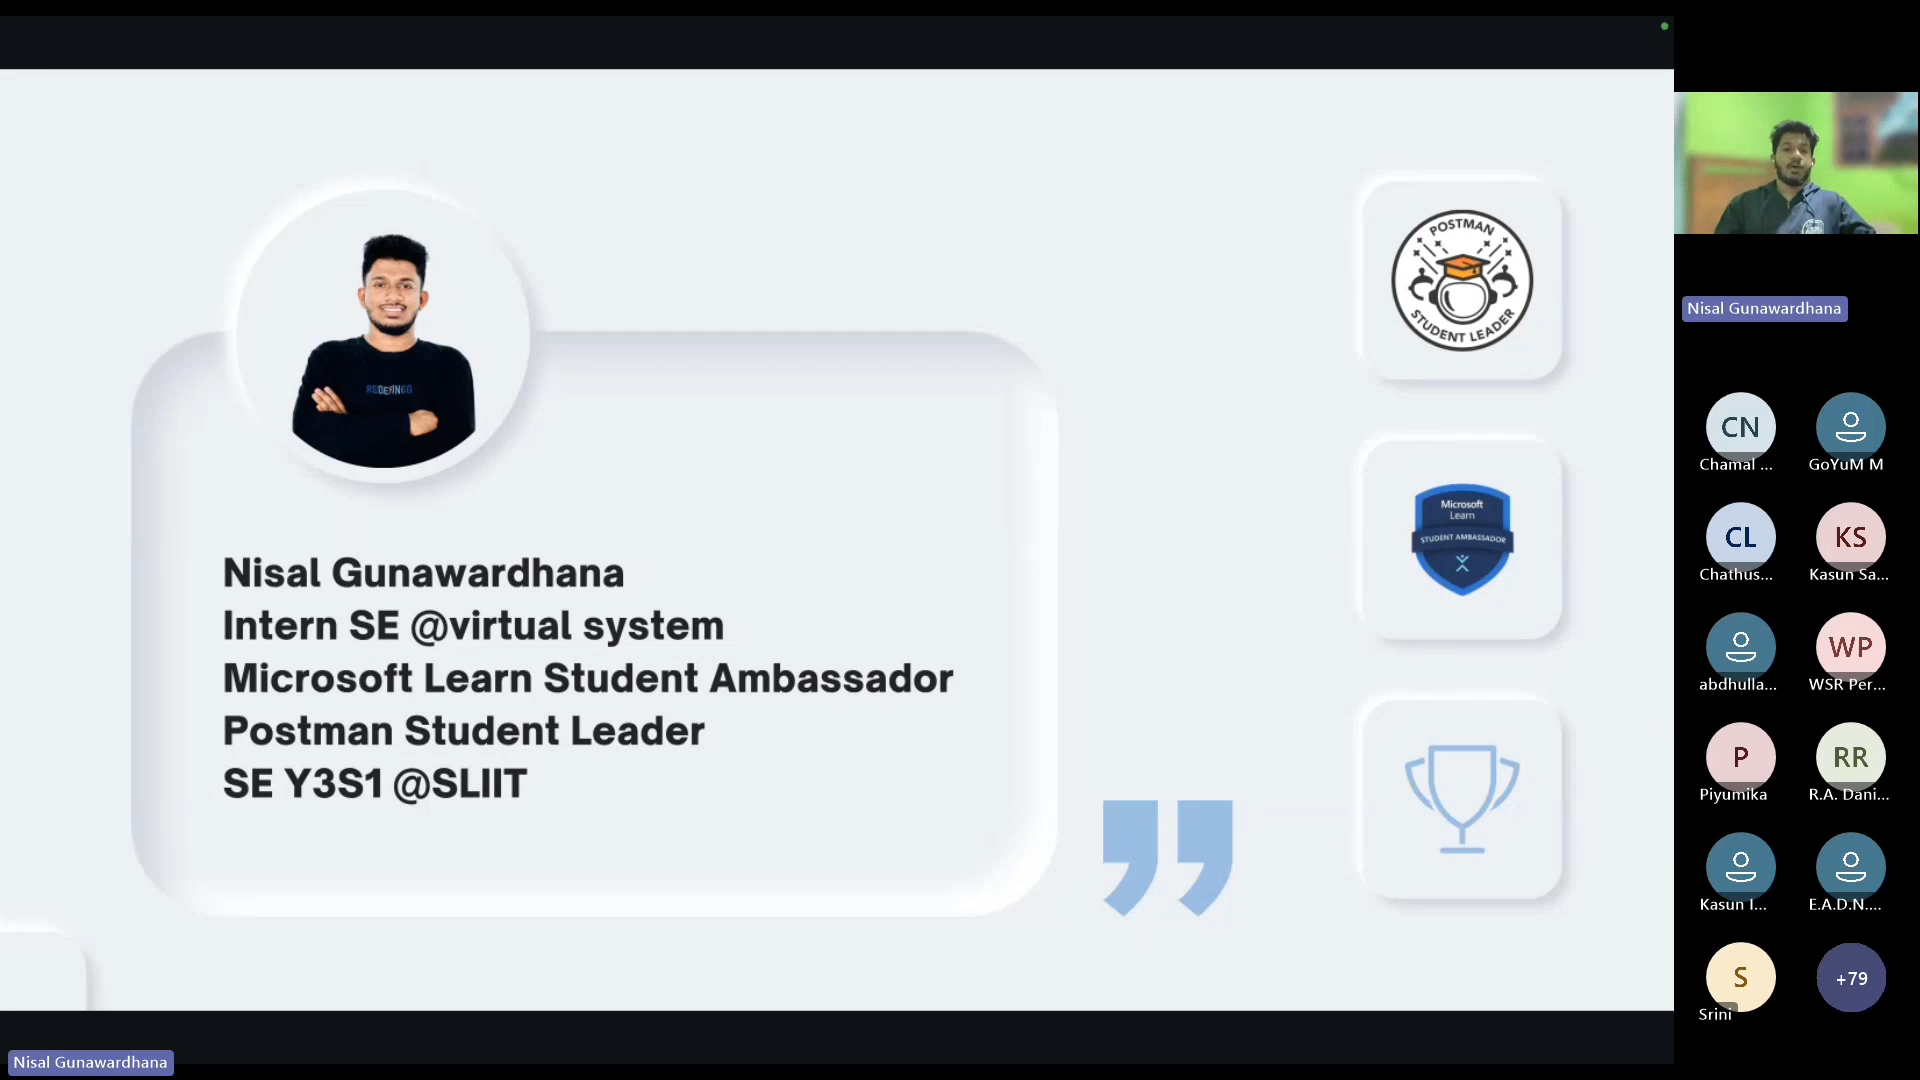 REDEFINED
Nisal Gunawardhana
Intern SE @virtual system
Microsoft Learn Student Ambassador
Postman Student Leader
SE Y3S1 @SLIIT
POSTMAN
STUDENT LEADER
Microsoft
Learn
STUDENT AMBASSADOR
Nisal Gunawardhana
CN
Chamal ...
GoYuM M
CL
Chathus...
KS
Kasun Sa...
abdhulla...
WP
WSR Per...
P
Piyumika
RR
R.A. Dani...
Kasun I...
E.A.D.N....
S
Srini
+79
Nisal Gunawardhana